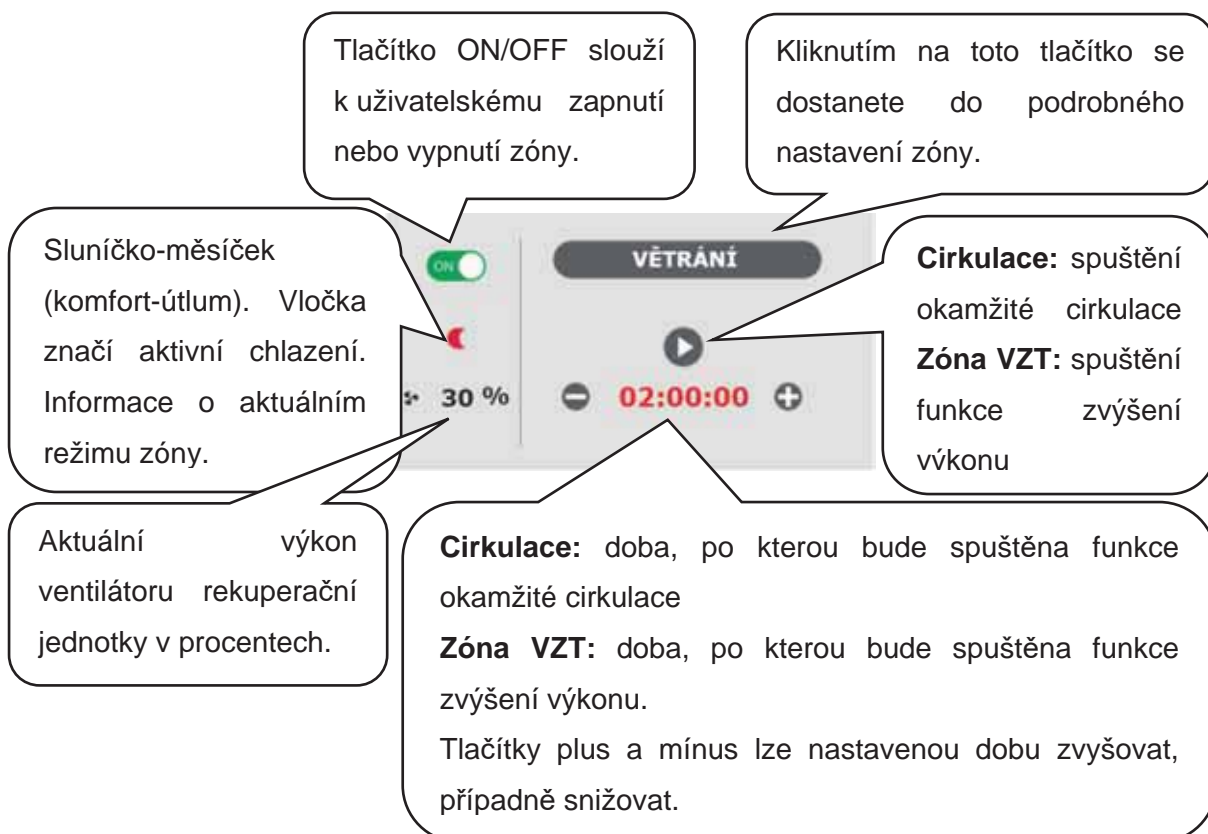 Tlačítko ON/OFF slouží
k uživatelskému zapnutí
nebo vypnutí zóny.
Kliknutím na toto tlačítko se
dostanete do podrobného
nastavení zóny.
Sluníčko-měsíček
(komfort-útlum). Vločka
značí aktivní chlazení.
Informace o aktuálním
režimu zóny.
ON
VĚTRÁNÍ
30 %
02:00:00
Cirkulace: spuštění
okamžité cirkulace
Zóna VZT: spuštění
funkce zvýšení
výkonu
Aktuální výkon
ventilátoru rekuperační
jednotky v procentech.
Cirkulace: doba, po kterou bude spuštěna funkce
okamžité cirkulace
Zóna VZT: doba, po kterou bude spuštěna funkce
zvýšení výkonu.
Tlačítky plus a mínus lze nastavenou dobu zvyšovat,
případně snižovat.